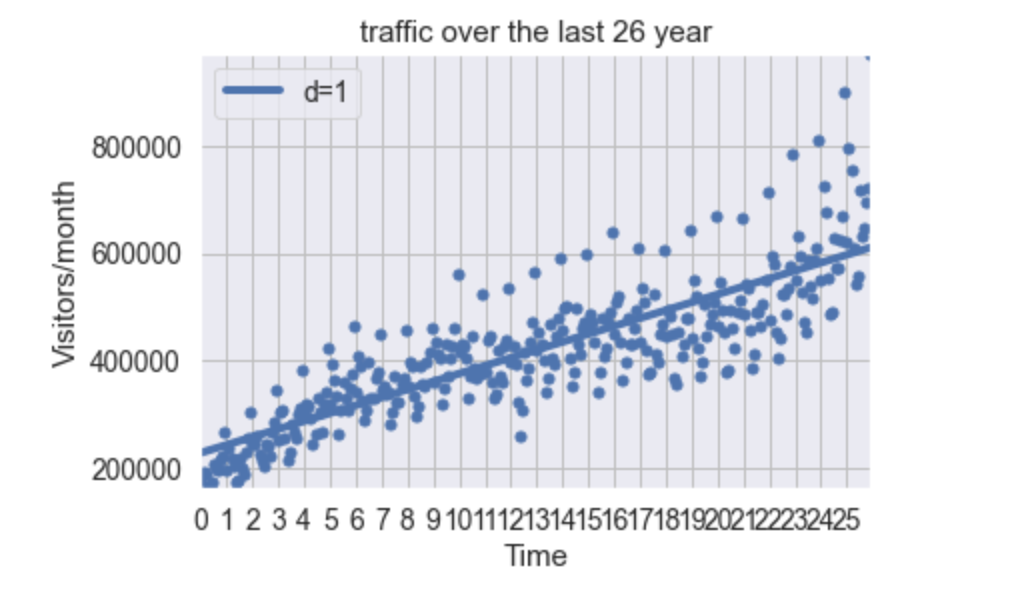 traffic over the last 26 year
d=1
800000
600000
400000
200000
Visitors/month
0 1 2 3 4 5 6 7 8 9 10 11 12 13 14 15 16 17 18 19 20 21 22 23 24 25
Time